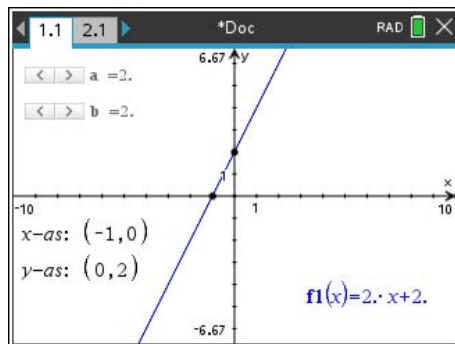 1.1 2.1 *Doc RAD
6.67 y
< > a =2.
< > b =2.
1
x
-10 1 10
x-as: (-1,0)
y-as: (0,2)
f1(x)=2.·x+2.
-6.67